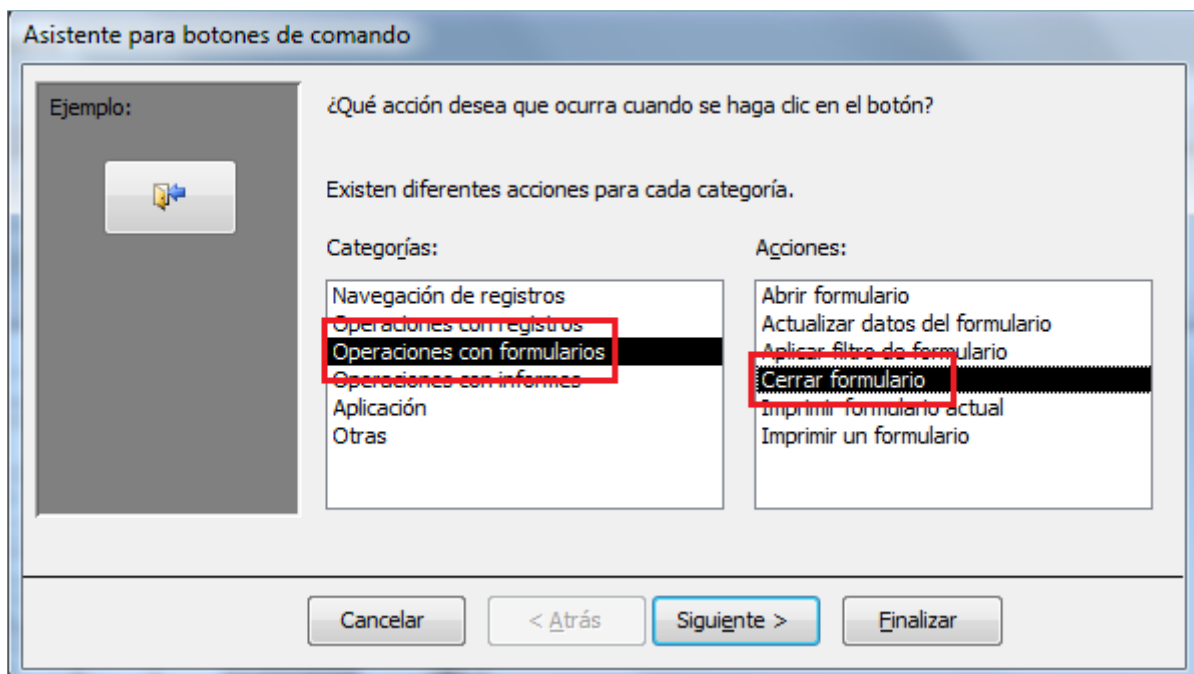 Asistente para botones de comando
Ejemplo:
¿Qué acción desea que ocurra cuando se haga clic en el botón?
Existen diferentes acciones para cada categoría.
Categorías:
Navegación de registros
Operaciones con registros
Operaciones con formularios
Operaciones con informes
Aplicación
Otras
Acciones:
Abrir formulario
Actualizar datos del formulario
Aplicar filtro de formulario
Cerrar formulario
Imprimir formulario actual
Imprimir un formulario
Cancelar
< Atrás
Siguiente >
Finalizar